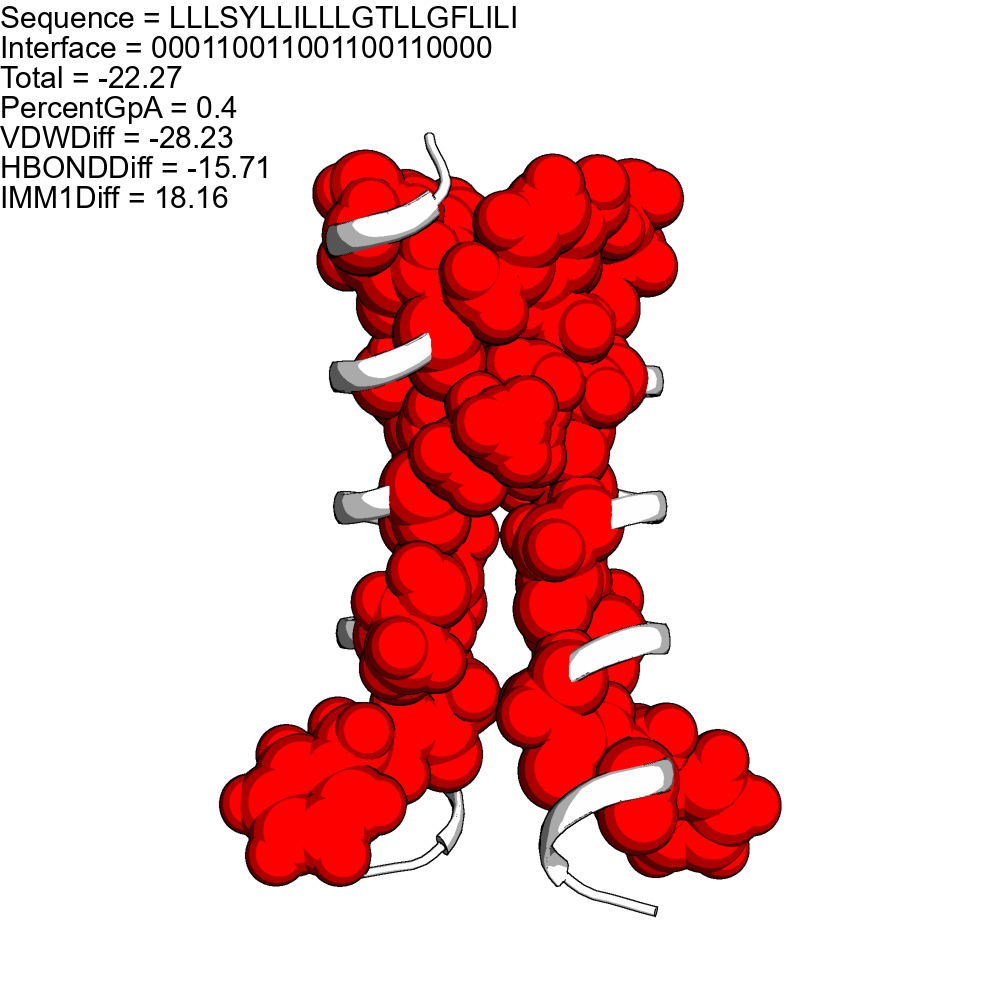 Sequence = LLLSYLLILLLGTLLGFLILI
Interface = 000110011001100110000
Total = -22.27
PercentGpA = 0.4
VDWDiff = -28.23
HBONDDiff = -15.71
IMM1Diff = 18.16